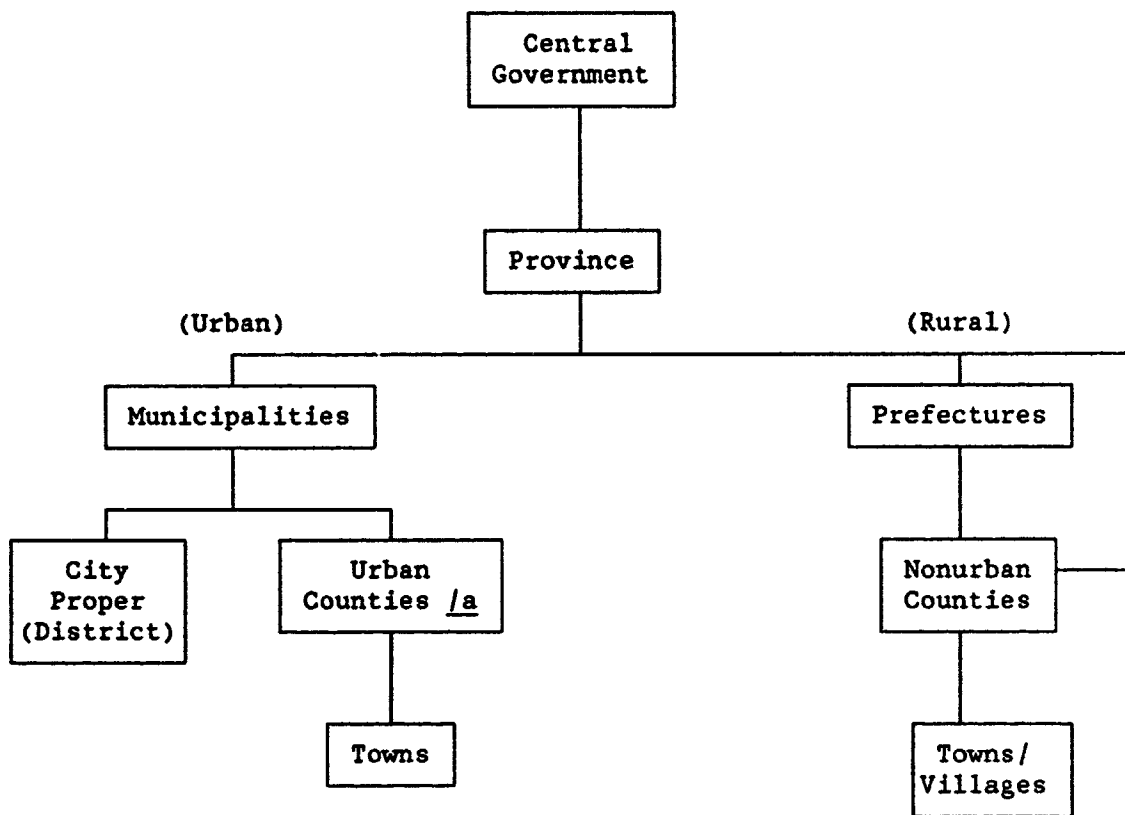 Central
Government
Province
(Urban)
(Rural)
Municipalities
Prefectures
City
Proper
(District)
Urban
Counties /a
Nonurban
Counties
Towns
Towns/
Villages